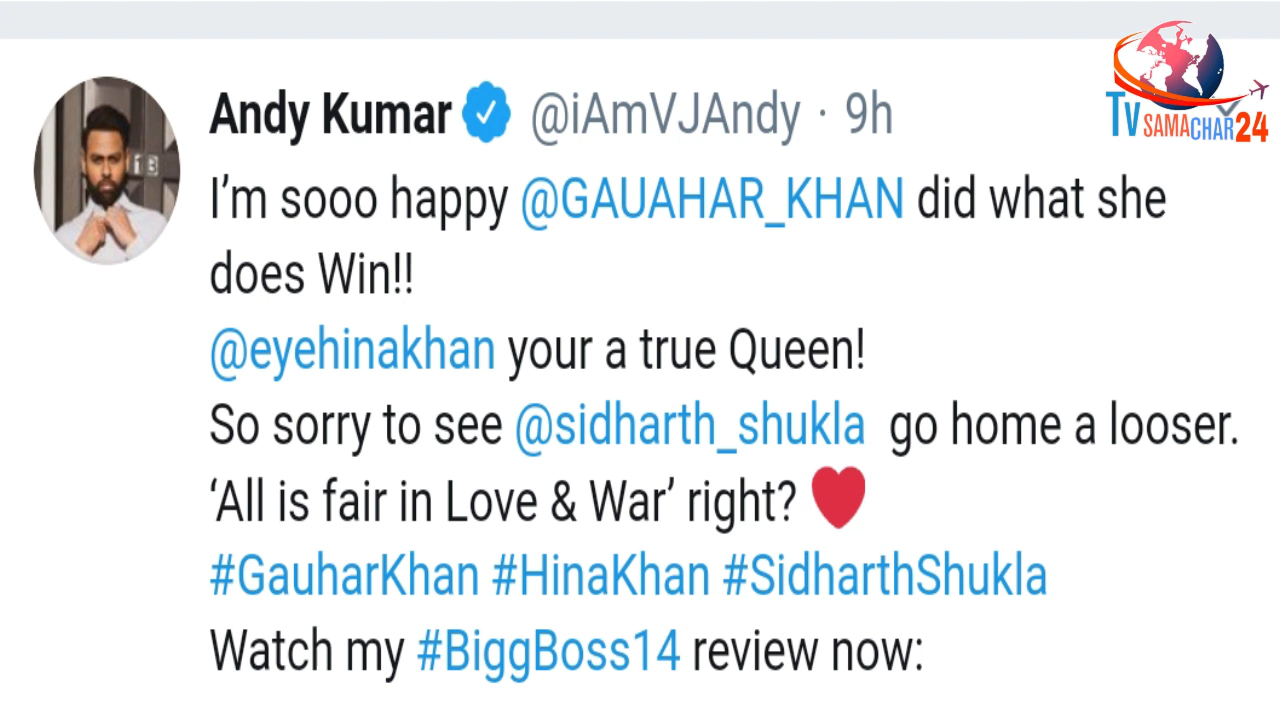 Andy Kumar @iAmVJAndy · 9h
I’m sooo happy @GAUAHAR_KHAN did what she
does Win!!
@eyehinakhan your a true Queen!
So sorry to see @sidharth_shukla go home a looser.
‘All is fair in Love & War’ right? ❤
#GauharKhan #HinaKhan #SidharthShukla
Watch my #BiggBoss14 review now:
TV SAMACHAR 24